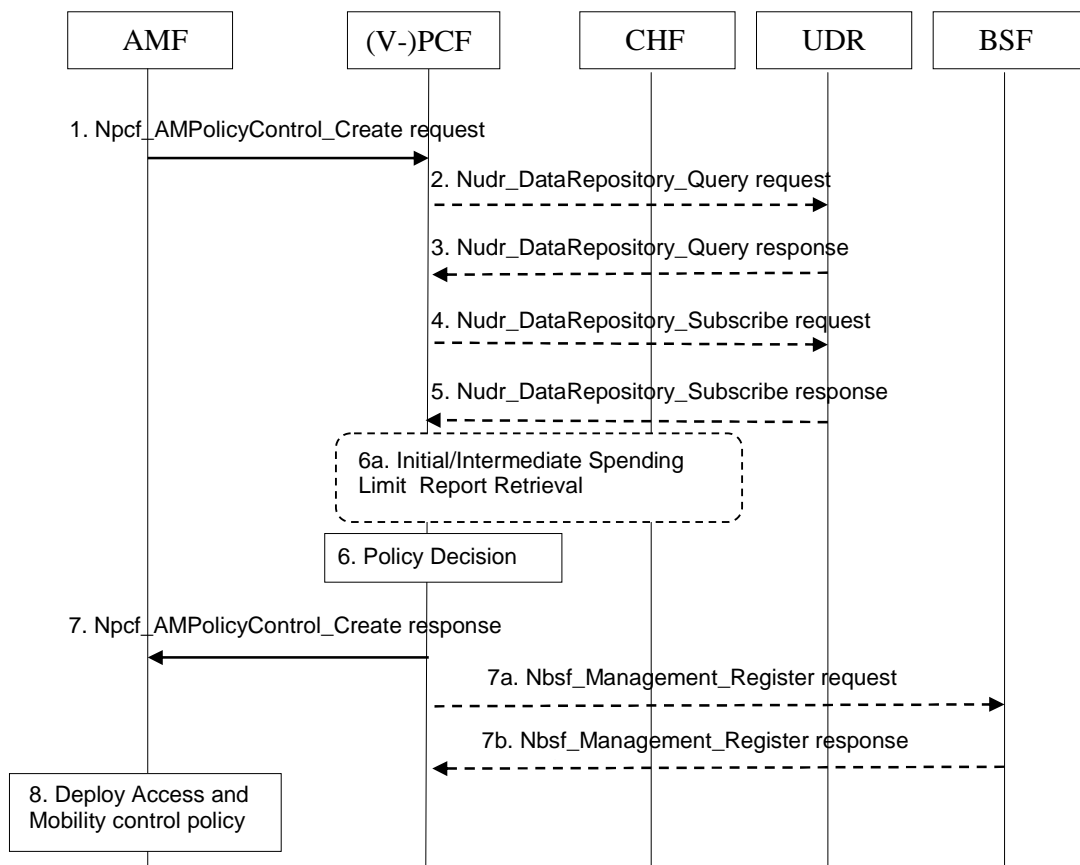 AMF
(V-)PCF
CHF
UDR
BSF
1. Npcf_AMPolicyControl_Create request
2. Nudr_DataRepository_Query request
3. Nudr_DataRepository_Query response
4. Nudr_DataRepository_Subscribe request
5. Nudr_DataRepository_Subscribe response
6a. Initial/Intermediate Spending
Limit Report Retrieval
6. Policy Decision
7. Npcf_AMPolicyControl_Create response
7a. Nbsf_Management_Register request
7b. Nbsf_Management_Register response
8. Deploy Access and
Mobility control policy